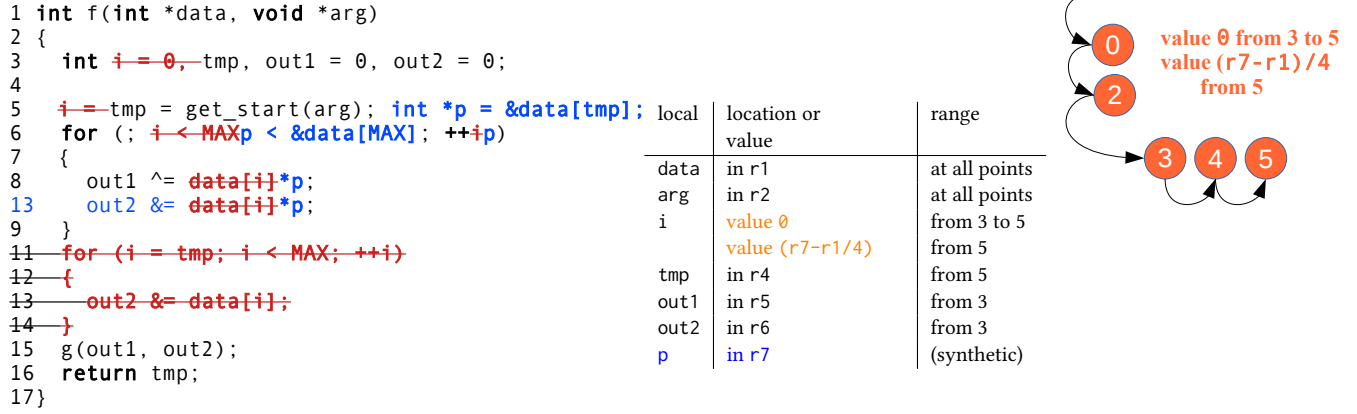 1 int f(int *data, void *arg)
2 {
3 int i = 0, tmp, out1 = 0, out2 = 0;
4
5 i = tmp = get_start(arg); int *p = &data[tmp];
6 for (; i < MAXp < &data[MAX]; ++ip)
7 {
8 out1 ^= data[i]*p;
13 out2 &= data[i]*p;
9 }
11 for (i = tmp; i < MAX; ++i)
12 {
13 out2 &= data[i];
14 }
15 g(out1, out2);
16 return tmp;
17}
local location or value range
data in r1 at all points
arg in r2 at all points
i value 0 from 3 to 5
value (r7-r1/4) from 5
tmp in r4 from 5
out1 in r5 from 3
out2 in r6 from 3
p in r7 (synthetic)
0
2
3 4 5
value 0 from 3 to 5
value (r7-r1)/4
from 5